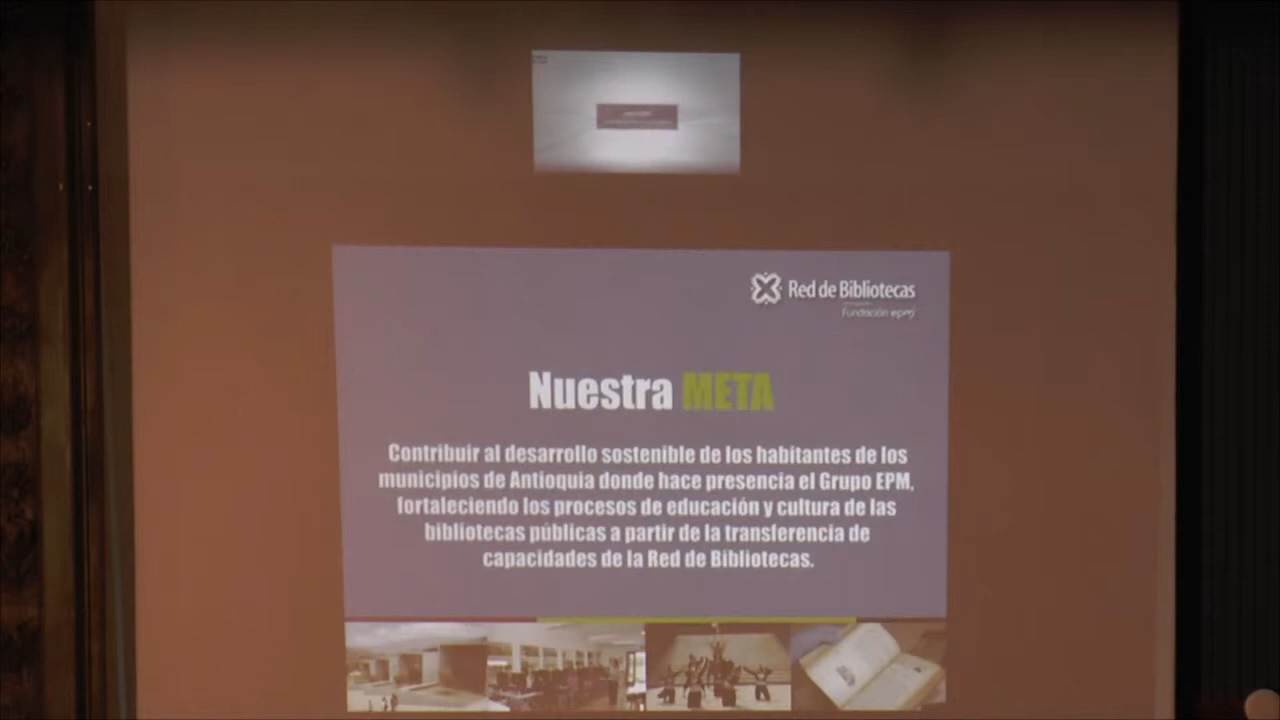 Red de Bibliotecas
Fundación epm
Nuestra META
Contribuir al desarrollo sostenible de los habitantes de los
municipios de Antioquia donde hace presencia el Grupo EPM,
fortaleciendo los procesos de educación y cultura de las
bibliotecas públicas a partir de la transferencia de
capacidades de la Red de Bibliotecas.